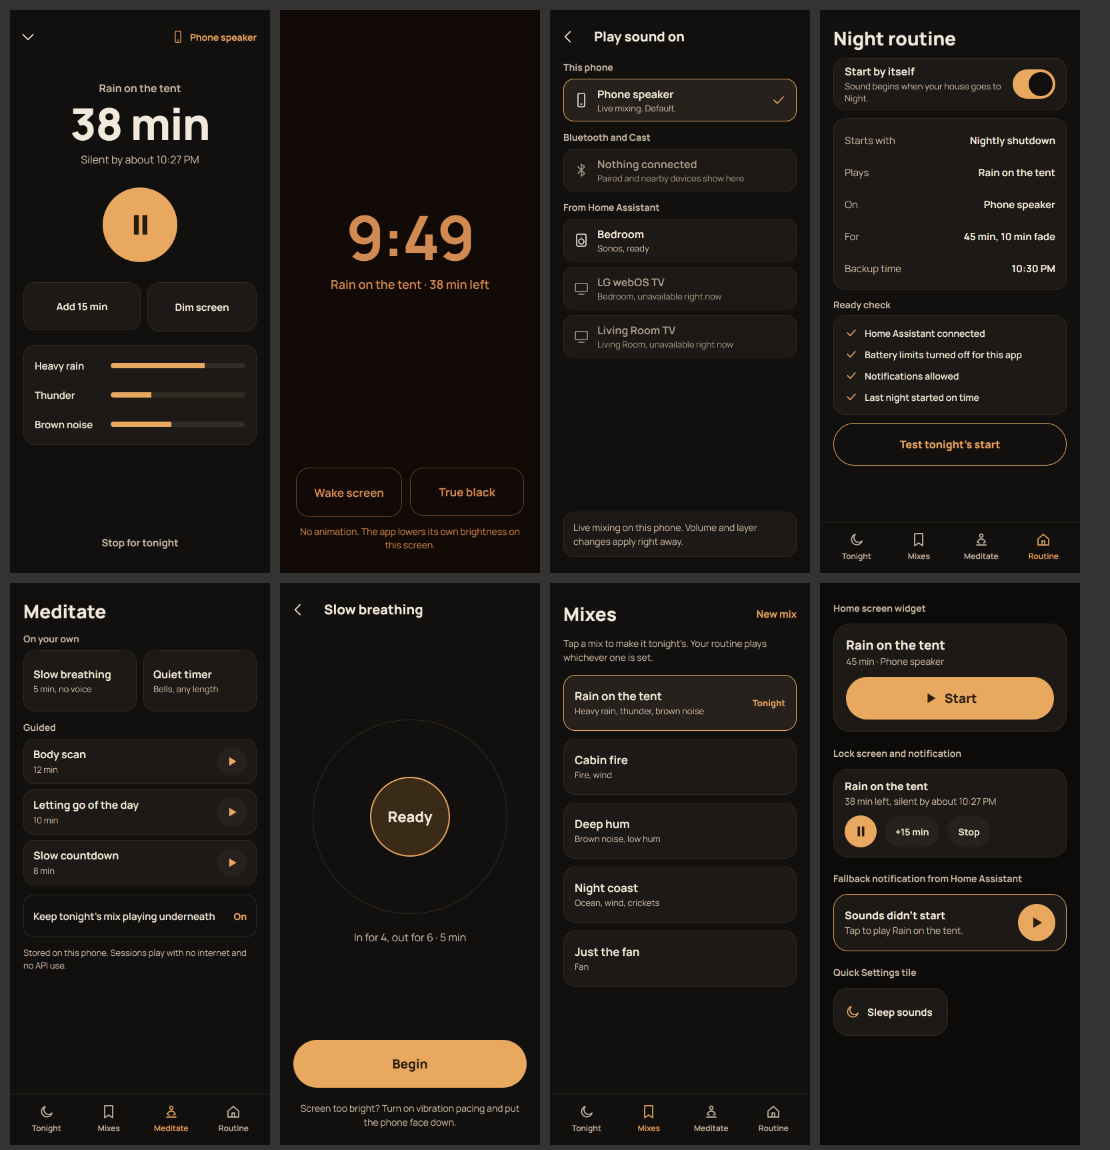 Phone speaker
Rain on the tent
38 min
Silent by about 10:27 PM
Add 15 min
Dim screen
Heavy rain
Thunder
Brown noise
Stop for tonight
9:49
Rain on the tent · 38 min left
Wake screen
True black
No animation. The app lowers its own brightness on
this screen.
Play sound on
This phone
Phone speaker
Live mixing. Default.
Bluetooth and Cast
Nothing connected
Paired and nearby devices show here
From Home Assistant
Bedroom
Sonos, ready
LG webOS TV
Bedroom, unavailable right now
Living Room TV
Living Room, unavailable right now
Live mixing on this phone. Volume and layer
changes apply right away.
Night routine
Start by itself
Sound begins when your house goes to
Night.
Starts with
Nightly shutdown
Plays
Rain on the tent
On
Phone speaker
For
45 min, 10 min fade
Backup time
10:30 PM
Ready check
Home Assistant connected
Battery limits turned off for this app
Notifications allowed
Last night started on time
Test tonight's start
Tonight
Mixes
Meditate
Routine
Meditate
On your own
Slow breathing
5 min, no voice
Quiet timer
Bells, any length
Guided
Body scan
12 min
Letting go of the day
10 min
Slow countdown
8 min
Keep tonight's mix playing underneath
On
Stored on this phone. Sessions play with no internet and
no API use.
Tonight
Mixes
Meditate
Routine
Slow breathing
Ready
In for 4, out for 6 · 5 min
Begin
Screen too bright? Turn on vibration pacing and put
the phone face down.
Mixes
New mix
Tap a mix to make it tonight's. Your routine plays
whichever one is set.
Rain on the tent
Heavy rain, thunder, brown noise
Tonight
Cabin fire
Fire, wind
Deep hum
Brown noise, low hum
Night coast
Ocean, wind, crickets
Just the fan
Fan
Tonight
Mixes
Meditate
Routine
Home screen widget
Rain on the tent
45 min · Phone speaker
Start
Lock screen and notification
Rain on the tent
38 min left, silent by about 10:27 PM
+15 min
Stop
Fallback notification from Home Assistant
Sounds didn't start
Tap to play Rain on the tent.
Quick Settings tile
Sleep sounds